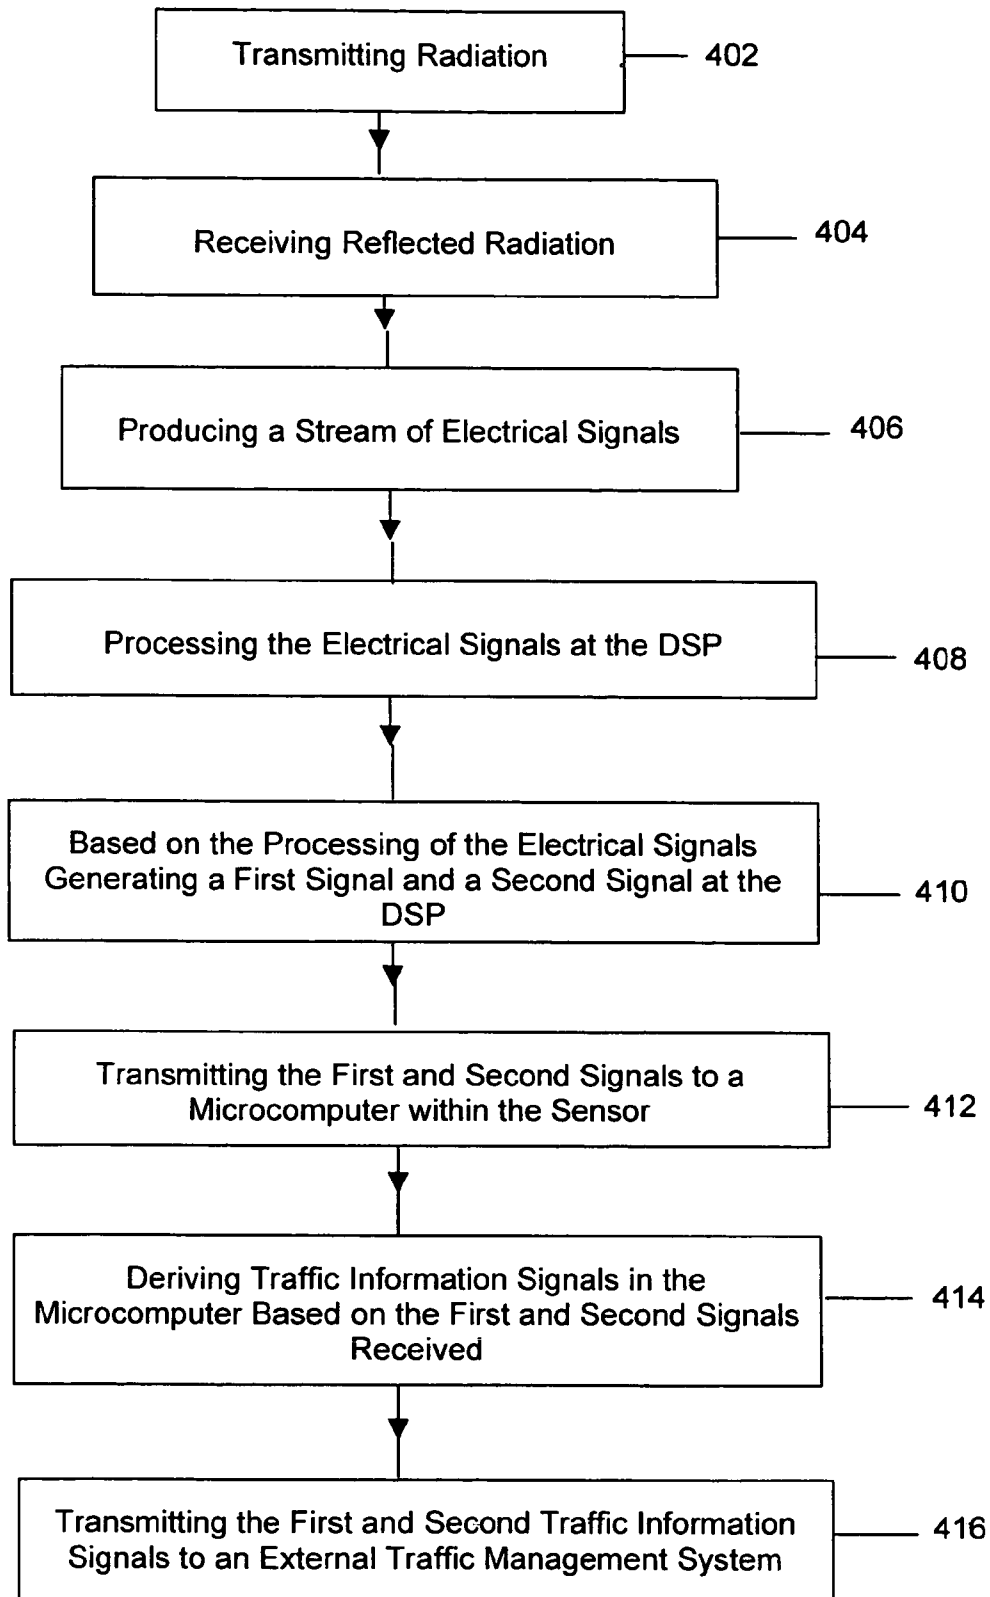 Transmitting Radiation
402
Receiving Reflected Radiation
404
Producing a Stream of Electrical Signals
406
Processing the Electrical Signals at the DSP
408
Based on the Processing of the Electrical Signals
Generating a First Signal and a Second Signal at the
DSP
410
Transmitting the First and Second Signals to a
Microcomputer within the Sensor
412
Deriving Traffic Information Signals in the
Microcomputer Based on the First and Second Signals
Received
414
Transmitting the First and Second Traffic Information
Signals to an External Traffic Management System
416